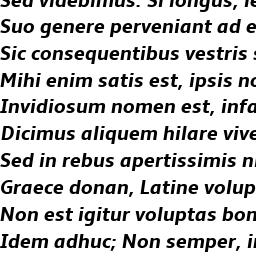 Sed videbimus. Si longus, le
Suo genere perveniant ad e
Sic consequentibus vestris s
Mihi enim satis est, ipsis no
Invidiosum nomen est, infa
Dicimus aliquem hilare vive
Sed in rebus apertissimis ni
Graece donan, Latine volup
Non est igitur voluptas bon
Idem adhuc; Non semper, in